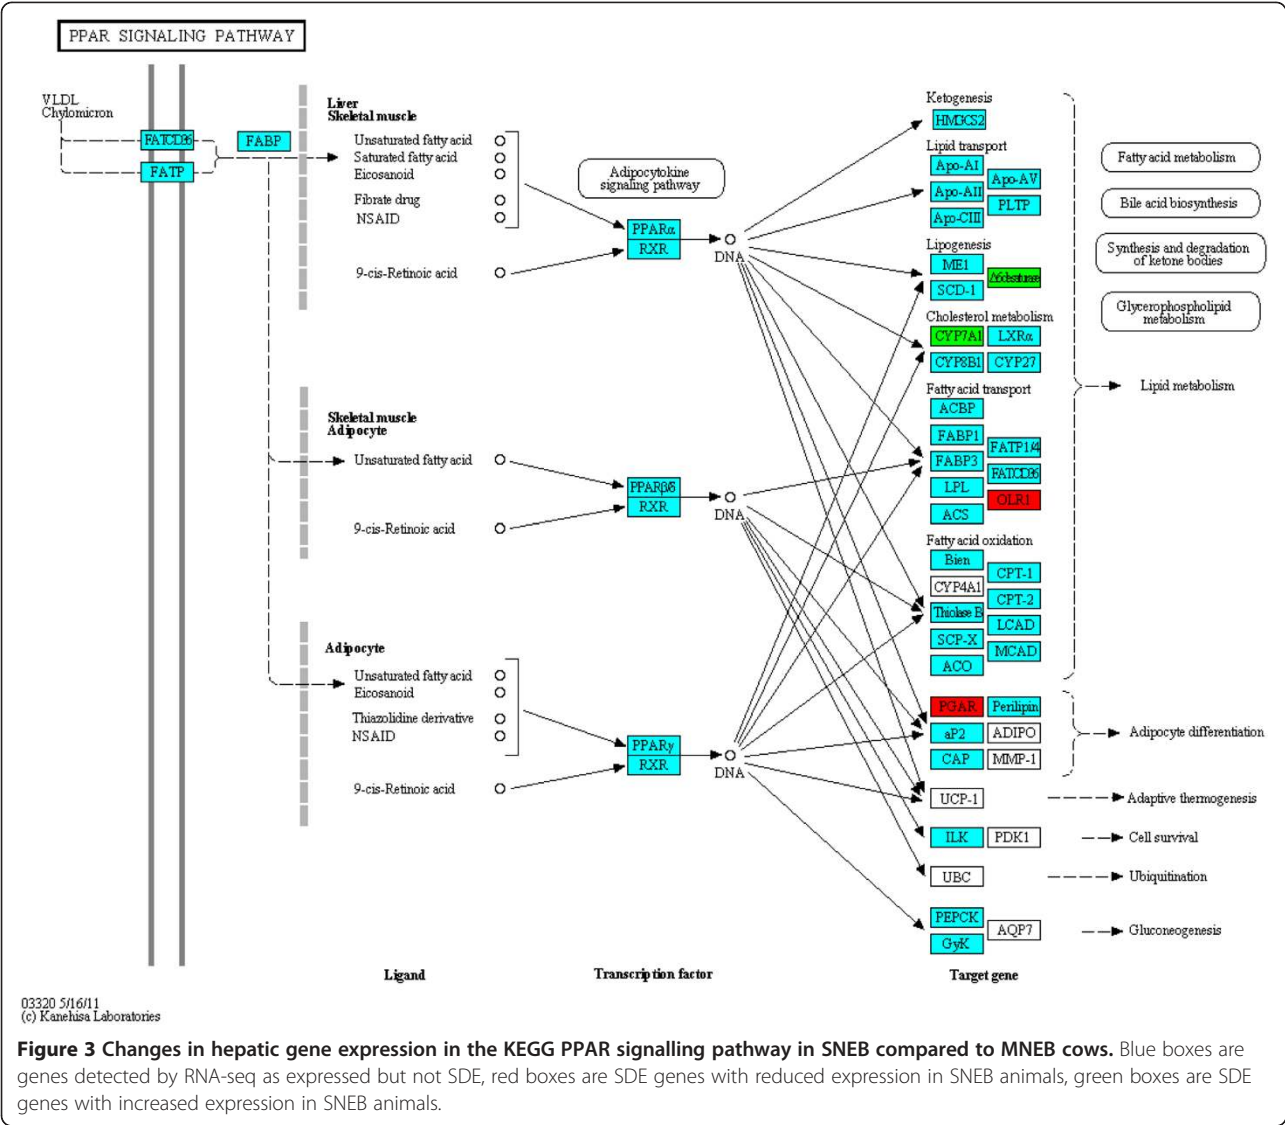 PPAR SIGNALING PATHWAY
VLDL
Chylomicron
FATCD36
FATP
FABP
Liver
Skeletal muscle
Unsaturated fatty acid
Saturated fatty acid
Eicosanoid
Fibrate drug
NSAID
9-cis-Retinoic acid
Adipocytokine
signaling pathway
PPARα
RXR
DNA
Skeletal muscle
Adipocyte
Unsaturated fatty acid
9-cis-Retinoic acid
PPARβ/δ
RXR
DNA
Adipocyte
Unsaturated fatty acid
Eicosanoid
Thiazolidine derivative
NSAID
9-cis-Retinoic acid
PPARγ
RXR
DNA
Ketogenesis
HMGCS2
Lipid transport
Apo-AI
Apo-AII
Apo-CIII
Apo-AV
PLTP
Lipogenesis
ME1
SCD-1
Δ6desaturase
Cholesterol metabolism
CYP7A1
LXRα
CYP8B1
CYP27
Fatty acid transport
ACBP
FABP1
FABP3
LPL
ACS
FATP1/4
FATCD36
OLR1
Fatty acid oxidation
Bien
CYP4A1
Thiolase B
SCP-X
ACO
CPT-1
CPT-2
LCAD
MCAD
PGAR
Perilipin
aP2
ADIPO
CAP
MMP-1
UCP-1
ILK
PDK1
UBC
PEPCK
GyK
AQP7
Fatty acid metabolism
Bile acid biosynthesis
Synthesis and degradation
of ketone bodies
Glycerophospholipid
metabolism
Lipid metabolism
Adipocyte differentiation
Adaptive thermogenesis
Cell survival
Ubiquitination
Gluconeogenesis
Ligand
Transcription factor
Target gene
03320 5/16/11
(c) Kanehisa Laboratories
Figure 3 Changes in hepatic gene expression in the KEGG PPAR signalling pathway in SNEB compared to MNEB cows. Blue boxes are
genes detected by RNA-seq as expressed but not SDE, red boxes are SDE genes with reduced expression in SNEB animals, green boxes are SDE
genes with increased expression in SNEB animals.